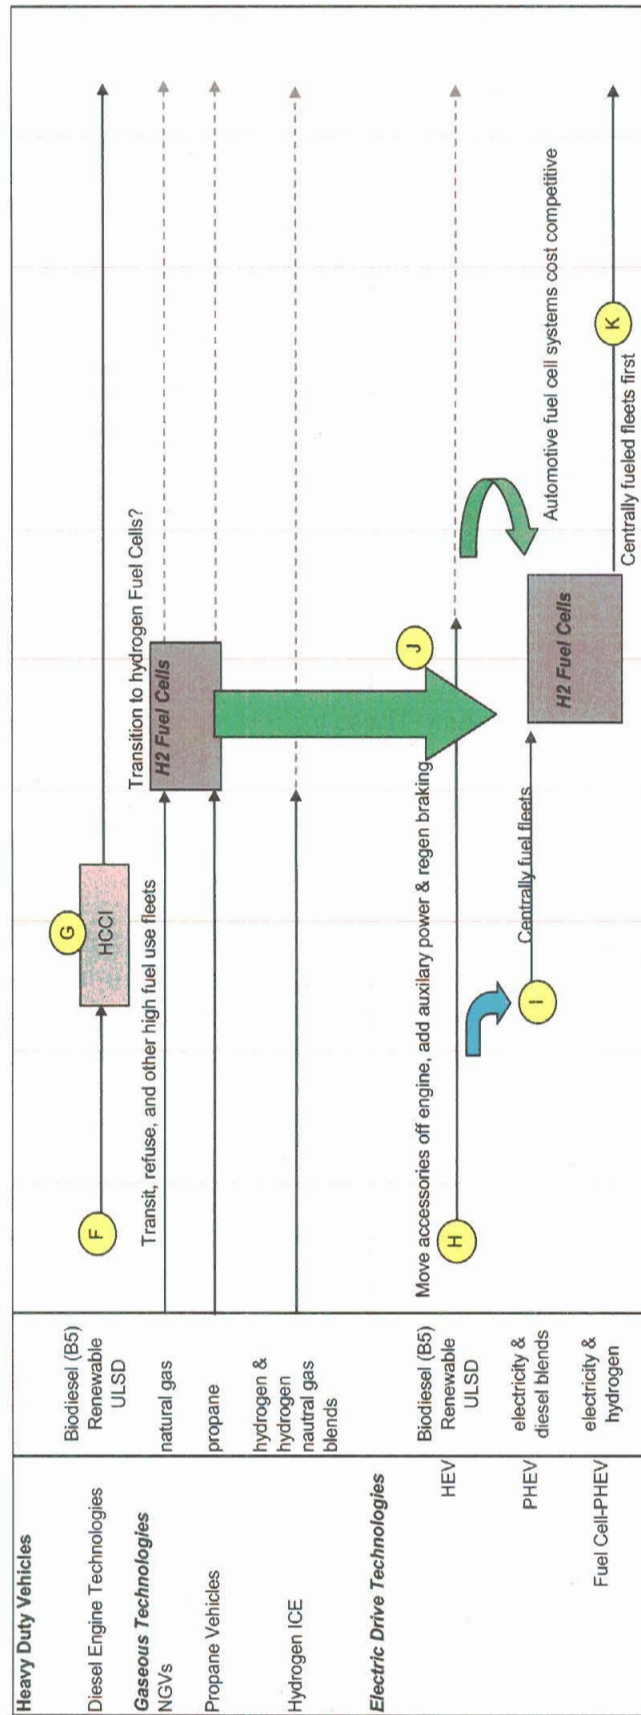 Heavy Duty Vehicles
Diesel Engine Technologies
Biodiesel (B5)
Renewable
ULSD
F
G
HCCI
Gaseous Technologies
NGVs
natural gas
Transit, refuse, and other high fuel use fleets
Transition to hydrogen Fuel Cells?
H2 Fuel Cells
Propane Vehicles
propane
Hydrogen ICE
hydrogen &
hydrogen
nautral gas
blends
Electric Drive Technologies
HEV
Biodiesel (B5)
Renewable
ULSD
H
Move accessories off engine, add auxilary power & regen braking
J
PHEV
electricity &
diesel blends
I
Centrally fuel fleets
H2 Fuel Cells
Automotive fuel cell systems cost competitive
Fuel Cell-PHEV
electricity &
hydrogen
Centrally fueled fleets first
K